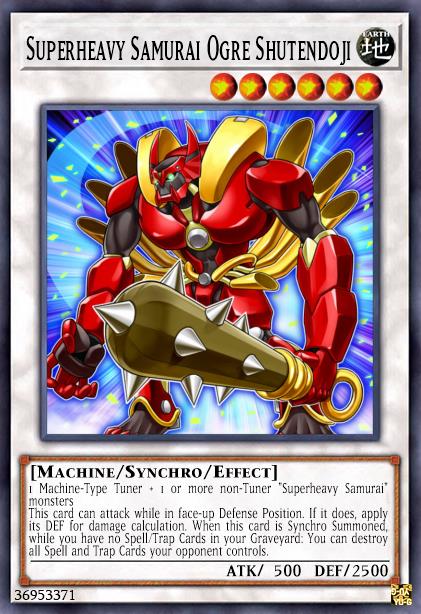 Superheavy Samurai Ogre Shutendoji
EARTH
地
[Machine/Synchro/Effect]
1 Machine-Type Tuner + 1 or more non-Tuner "Superheavy Samurai"
monsters
This card can attack while in face-up Defense Position. If it does, apply
its DEF for damage calculation. When this card is Synchro Summoned,
while you have no Spell/Trap Cards in your Graveyard: You can destroy
all Spell and Trap Cards your opponent controls.
ATK/ 500 DEF/2500
36953371